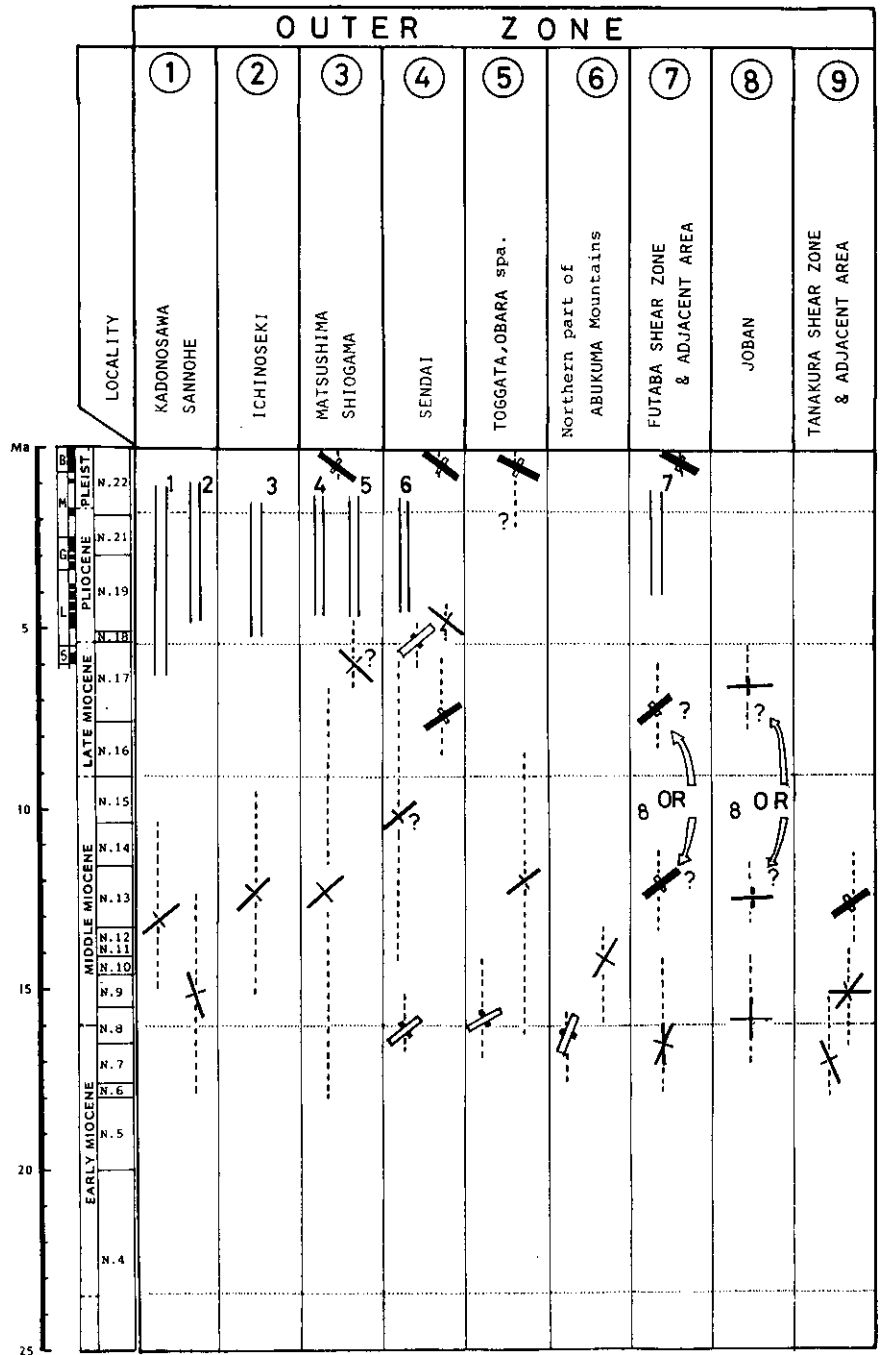 OUTER ZONE
1
2
3
4
5
6
7
8
9
LOCALITY
KADONOSAWA
SANNOHE
ICHINOSEKI
MATSUSHIMA
SHIOGAMA
SENDAI
TOGGATA,OBARA spa.
Northern part of
ABUKUMA Mountains
FUTABA SHEAR ZONE
& ADJACENT AREA
JOBAN
TANAKURA SHEAR ZONE
& ADJACENT AREA
Ma
5
10
15
20
25
B
M
G
L
S
PLEIST.
PLIOCENE
LATE MIOCENE
MIDDLE MIOCENE
EARLY MIOCENE
N.22
N.21
N.19
N.18
N.17
N.16
N.15
N.14
N.13
N.12
N.11
N.10
N.9
N.8
N.7
N.6
N.5
N.4
1
2
3
4
5
6
7
?
?
?
?
?
8 OR
?
?
8 OR
?